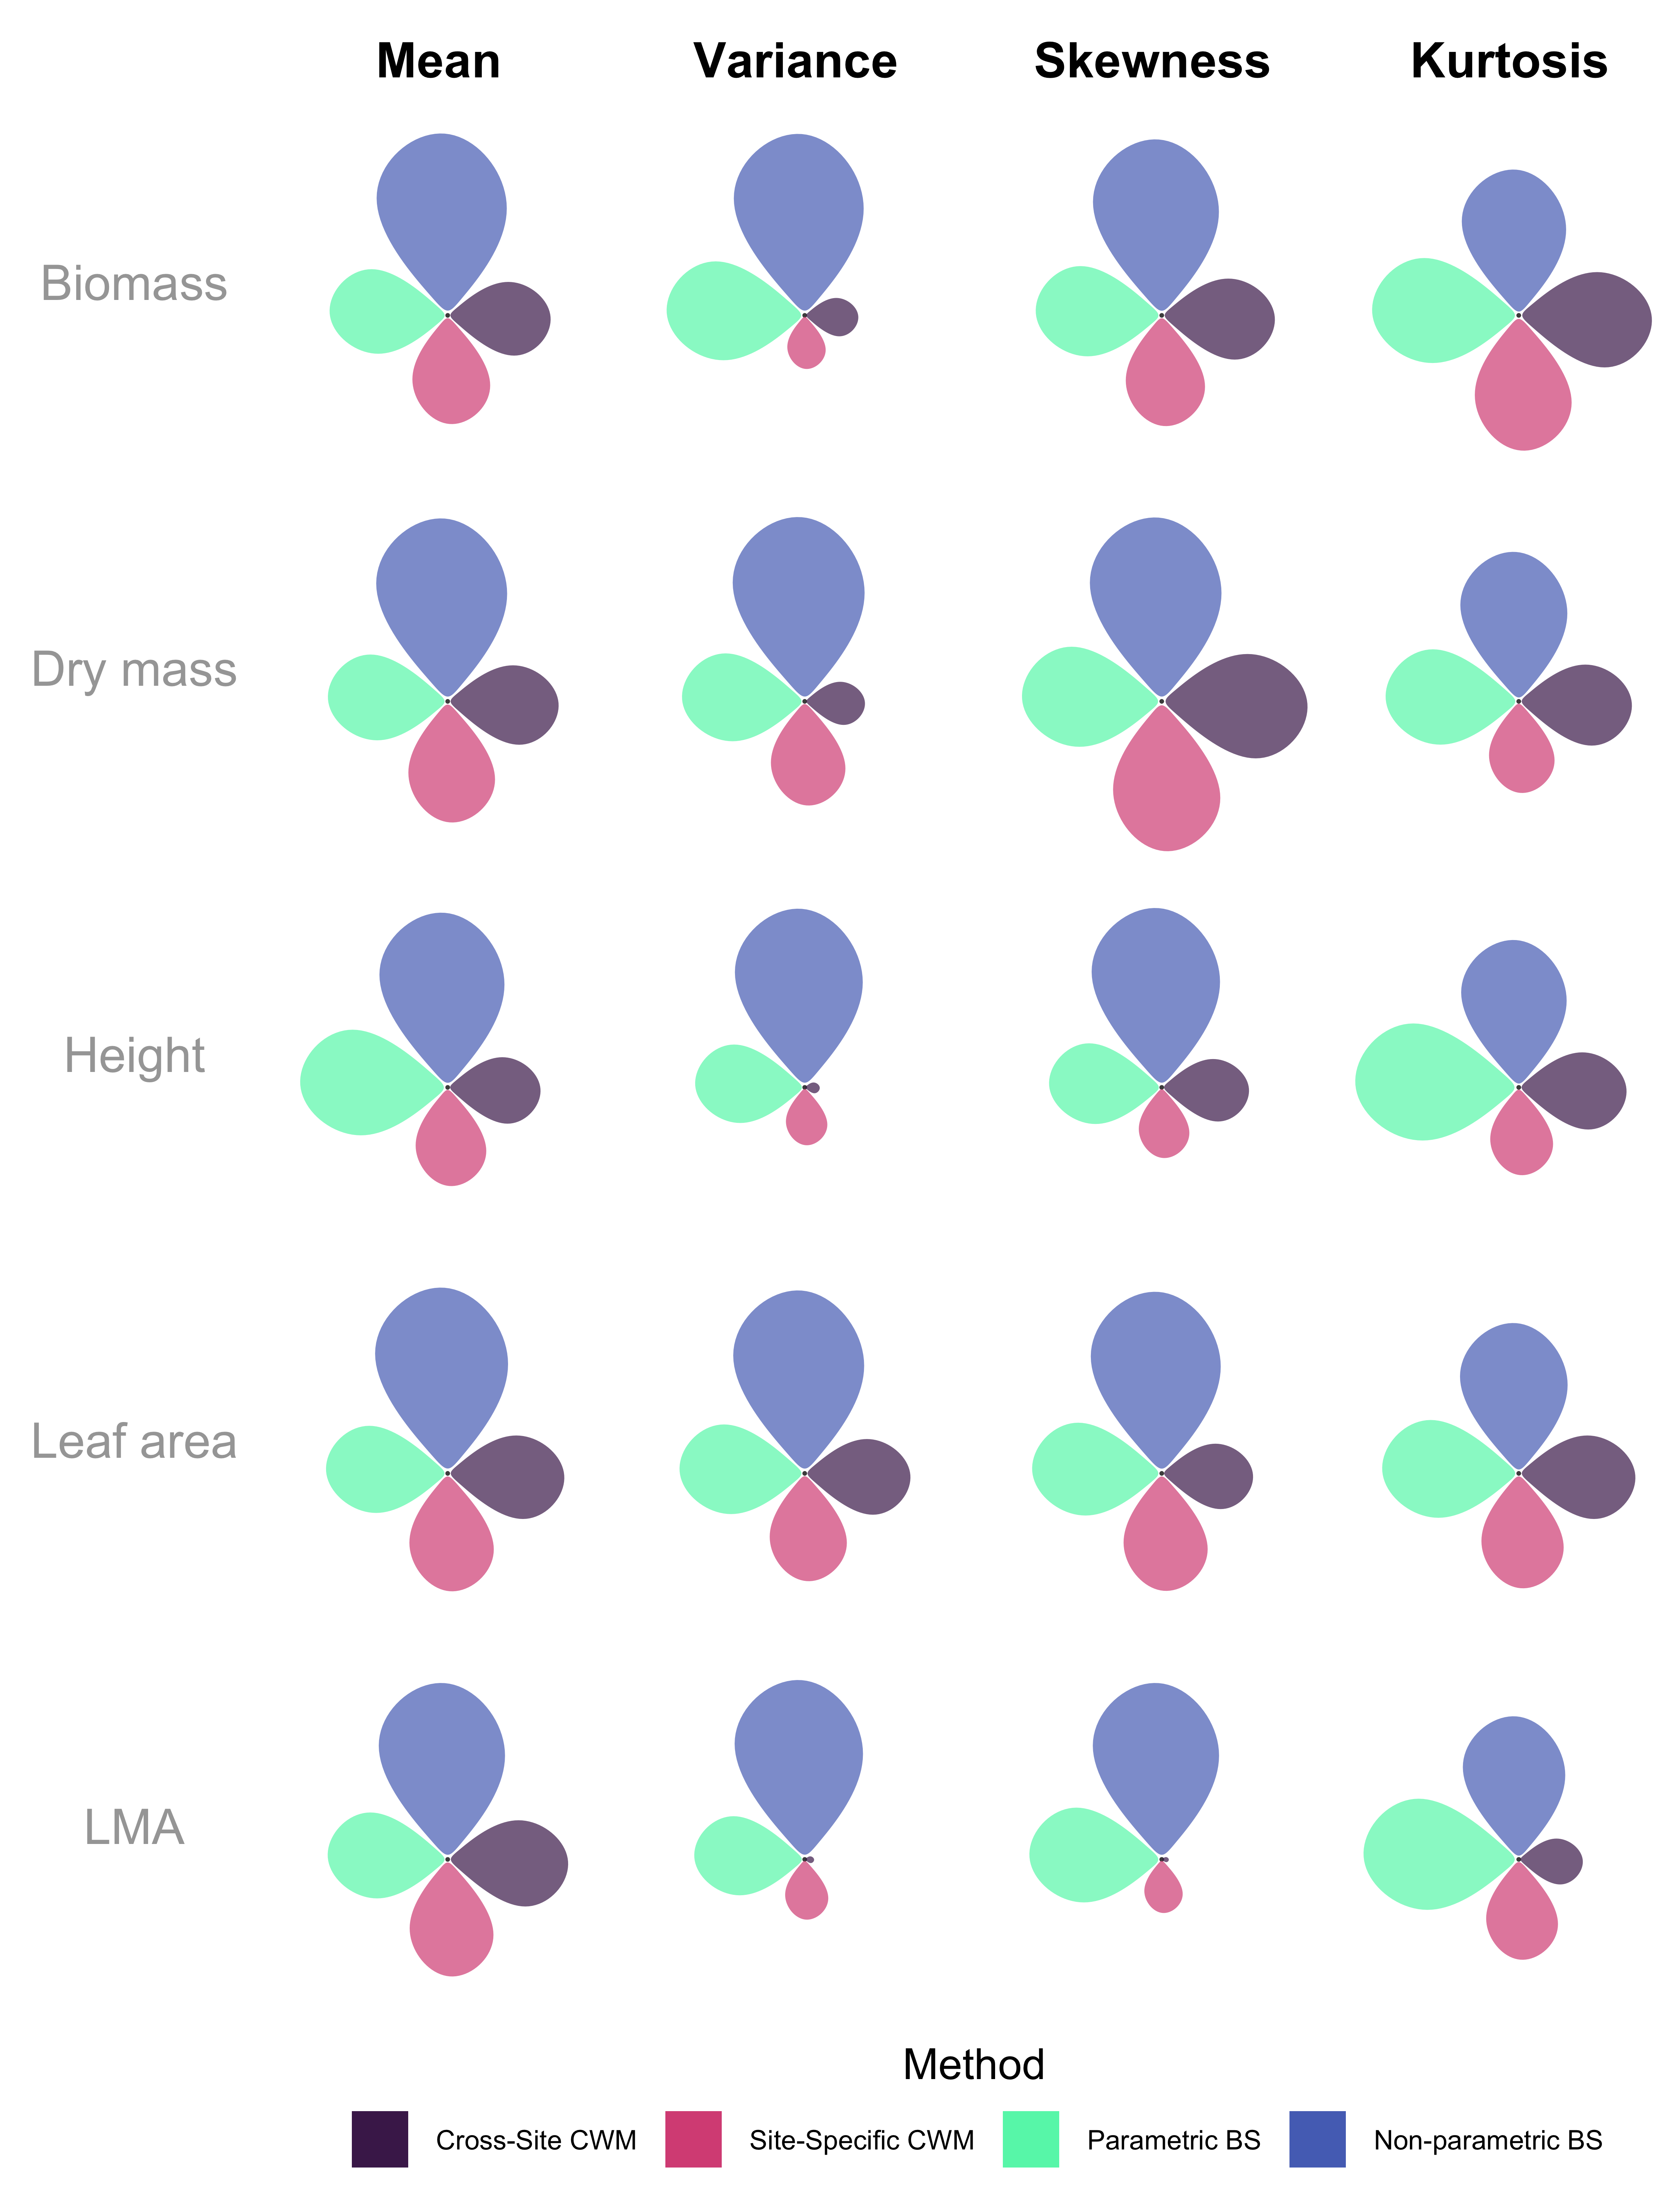 Mean Variance Skewness Kurtosis
Biomass
Dry mass
Height
Leaf area
LMA
Method
Cross-Site CWM Site-Specific CWM Parametric BS Non-parametric BS